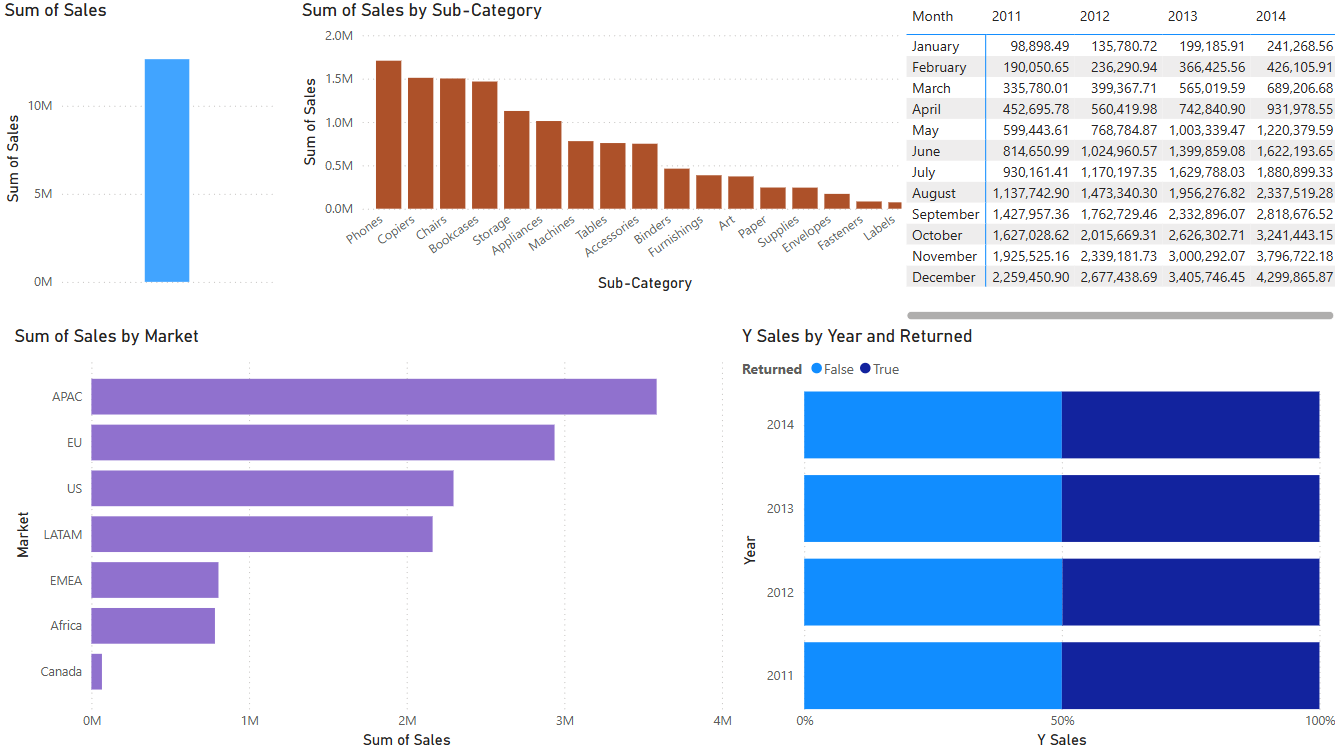 Sum of Sales
Sum of Sales
10M
5M
0M
Sum of Sales by Sub-Category
Sum of Sales
2.0M
1.5M
1.0M
0.5M
0.0M
Phones
Copiers
Chairs
Bookcases
Storage
Appliances
Machines
Tables
Accessories
Binders
Furnishings
Art
Paper
Supplies
Envelopes
Fasteners
Labels
Sub-Category
Month 2011 2012 2013 2014
January 98,898.49 135,780.72 199,185.91 241,268.56
February 190,050.65 236,290.94 366,425.56 426,105.91
March 335,780.01 399,367.71 565,019.59 689,206.68
April 452,695.78 560,419.98 742,840.90 931,978.55
May 599,443.61 768,784.87 1,003,339.47 1,220,379.59
June 814,650.99 1,024,960.57 1,399,859.08 1,622,193.65
July 930,161.41 1,170,197.35 1,629,788.03 1,880,899.33
August 1,137,742.90 1,473,340.30 1,956,276.82 2,337,519.28
September 1,427,957.36 1,762,729.46 2,332,896.07 2,818,676.52
October 1,627,028.62 2,015,669.31 2,626,302.71 3,241,443.15
November 1,925,525.16 2,339,181.73 3,000,292.07 3,796,722.18
December 2,259,450.90 2,677,438.69 3,405,746.45 4,299,865.87
Sum of Sales by Market
Market
APAC
EU
US
LATAM
EMEA
Africa
Canada
0M 1M 2M 3M 4M
Sum of Sales
Y Sales by Year and Returned
Returned False True
Year
2014
2013
2012
2011
0% 50% 100%
Y Sales